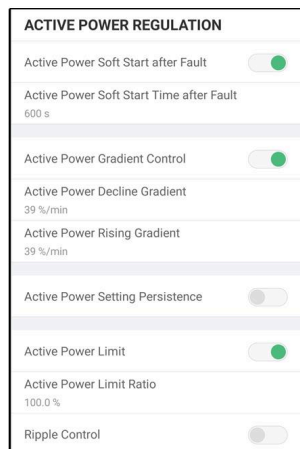 ACTIVE POWER REGULATION
Active Power Soft Start after Fault
Active Power Soft Start Time after Fault
600 s
Active Power Gradient Control
Active Power Decline Gradient
39 %/min
Active Power Rising Gradient
39 %/min
Active Power Setting Persistence
Active Power Limit
Active Power Limit Ratio
100.0 %
Ripple Control